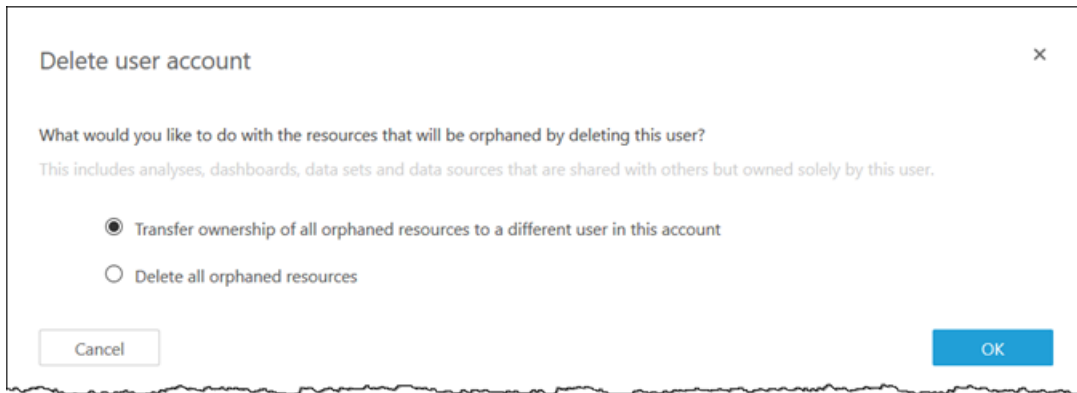 Delete user account
What would you like to do with the resources that will be orphaned by deleting this user?
This includes analyses, dashboards, data sets and data sources that are shared with others but owned solely by this user.
Transfer ownership of all orphaned resources to a different user in this account
Delete all orphaned resources
Cancel
OK